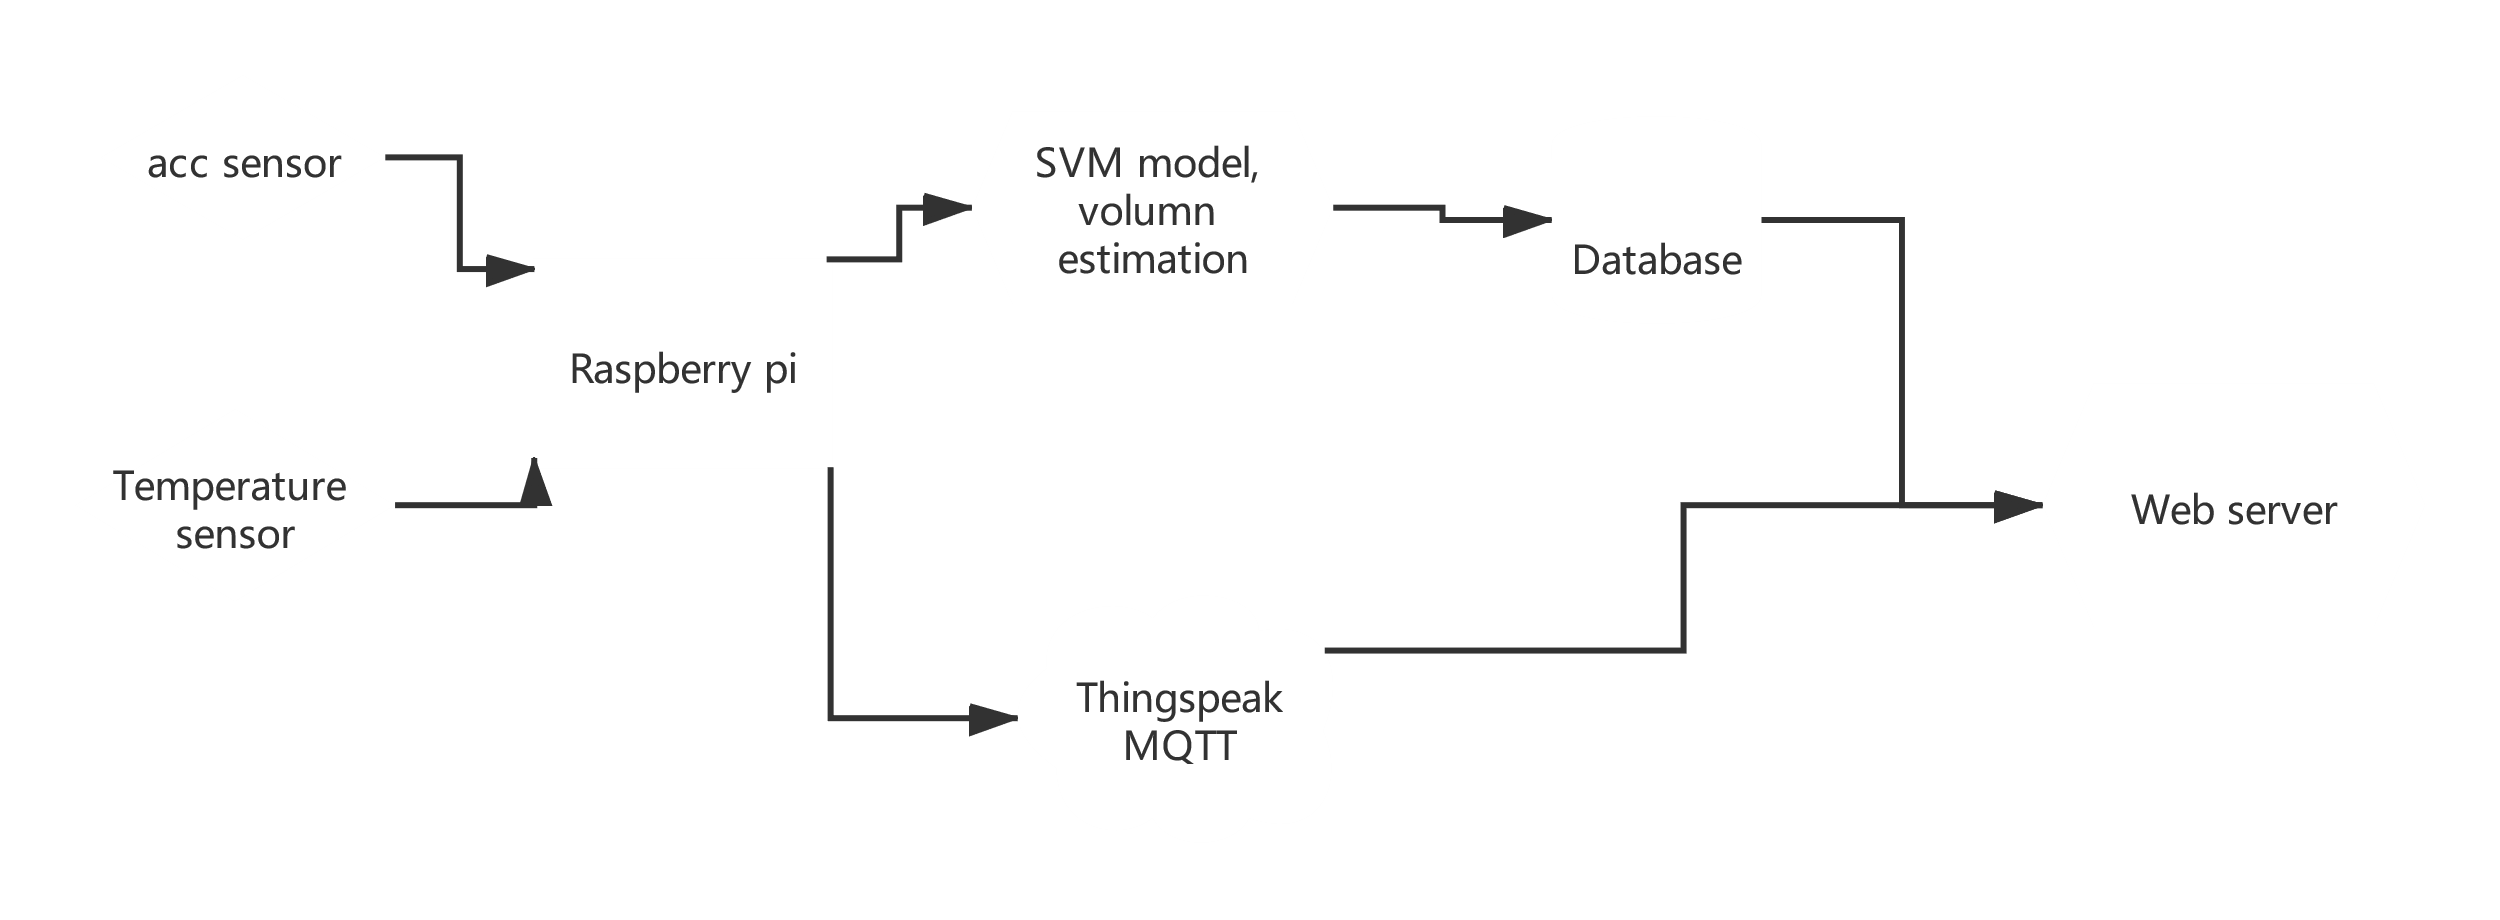 acc sensor
SVM model,
volumn
estimation
Database
Raspberry pi
Temperature
sensor
Web server
Thingspeak
MQTT